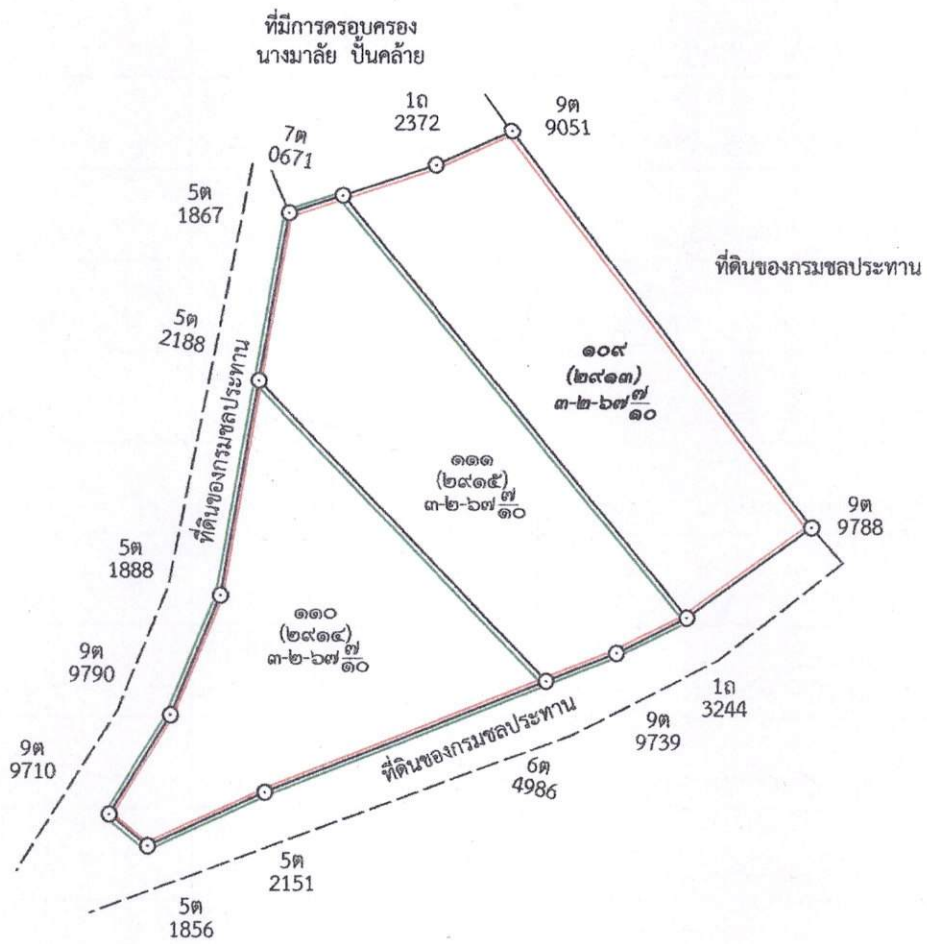 ที่มีการครอบครอง
นางมาลัย ปั้นคล้าย
1ถ
2372
9ต
9051
7ต
0671
5ต
1867
ที่ดินของกรมชลประทาน
5ต
2188
ที่ดินของกรมชลประทาน
๑๐๙
(๒๙๑๓)
๓-๒-๖๗ ๗/๑๐
๑๑๑
(๒๙๑๕)
๓-๒-๖๗ ๗/๑๐
9ต
9788
5ต
1888
๑๑๐
(๒๙๑๔)
๓-๒-๖๗ ๗/๑๐
9ต
9790
1ถ
3244
9ต
9739
9ต
9710
ที่ดินของกรมชลประทาน
6ต
4986
5ต
2151
5ต
1856